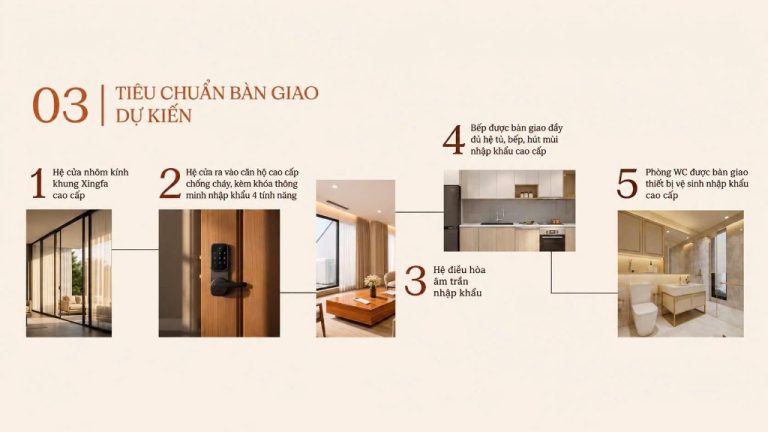 03
TIÊU CHUẨN BÀN GIAO
DỰ KIẾN
1
Hệ cửa nhôm kính
khung Xingfa
cao cấp
2
Hệ cửa ra vào căn hộ cao cấp
chống cháy, kèm khóa thông
minh nhập khẩu 4 tính năng
3
Hệ điều hòa
âm trần
nhập khẩu
4
Bếp được bàn giao đầy
đủ hệ tủ, bếp, hút mùi
nhập khẩu cao cấp
5
Phòng WC được bàn giao
thiết bị vệ sinh nhập khẩu
cao cấp